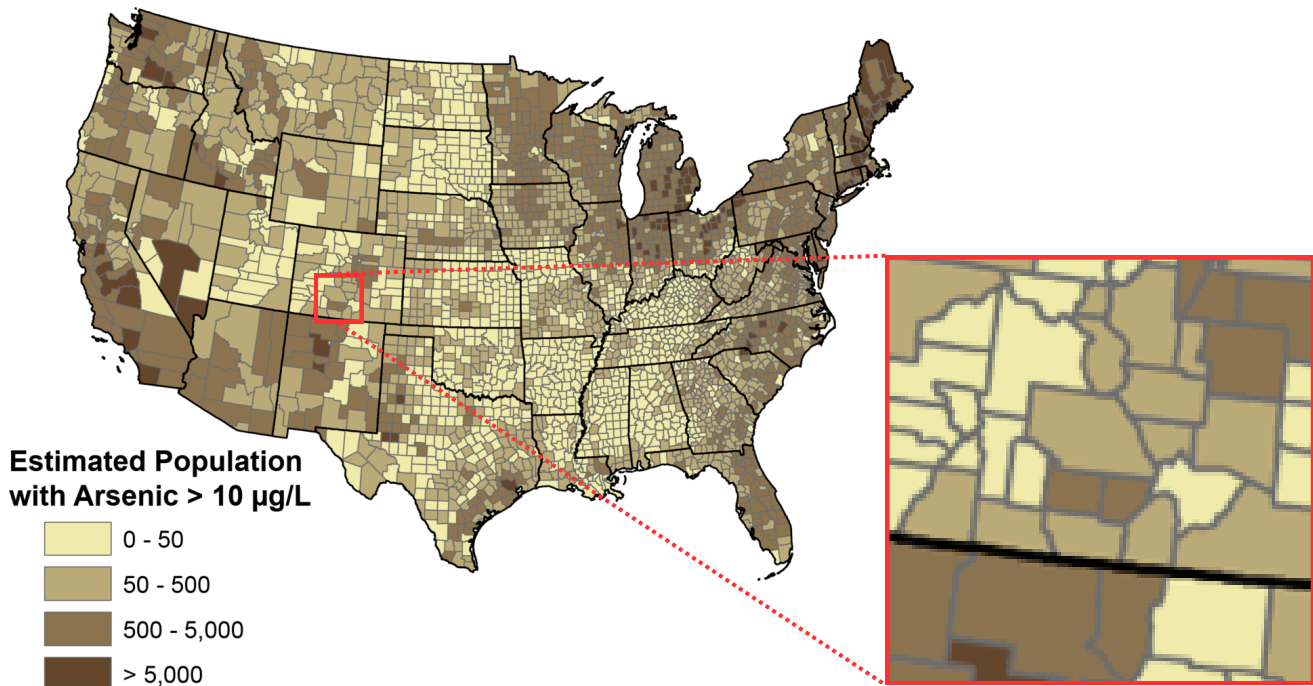 Estimated Population
with Arsenic > 10 µg/L
0 - 50
50 - 500
500 - 5,000
> 5,000